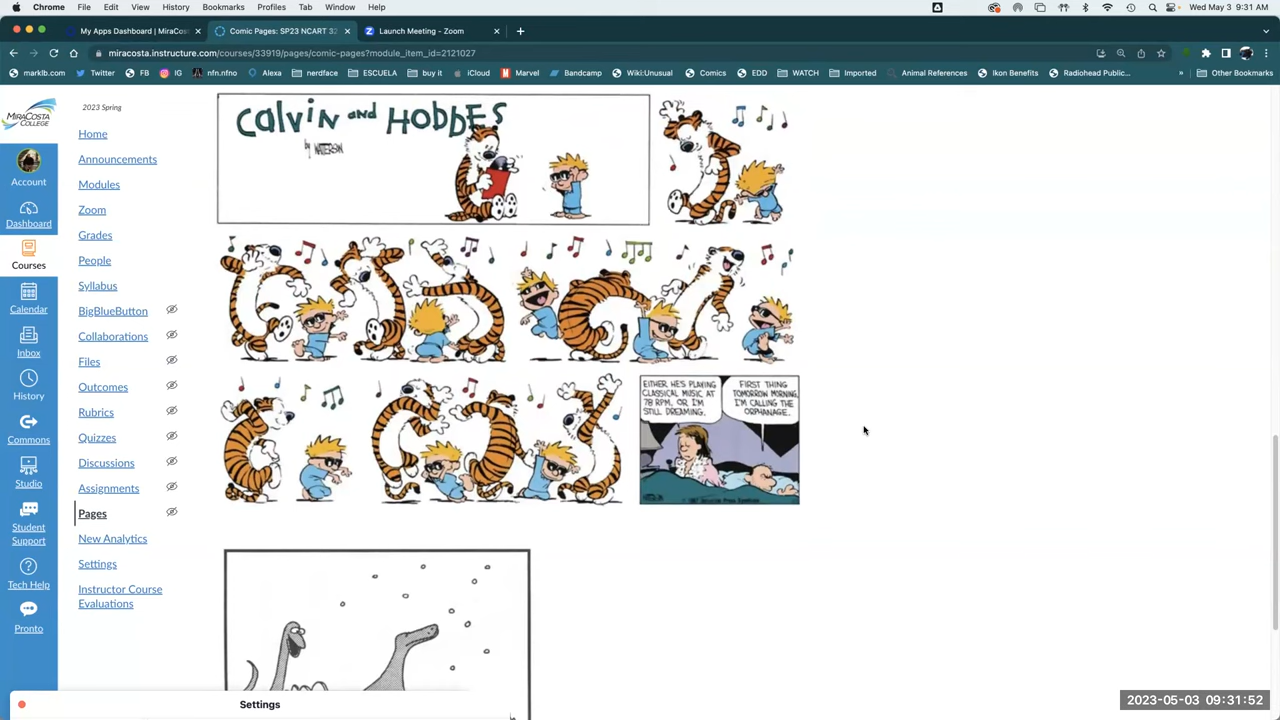 Chrome File Edit View History Bookmarks Profiles Tab Window Help Wed May 3 9:31 AM
My Apps Dashboard | MiraCos Comic Pages: SP23 NCART 32 Launch Meeting - Zoom
miracosta.instructure.com/courses/33919/pages/comic-pages?module_item_id=2121027
marklb.com Twitter FB IG nfn.nfno Alexa nerdface ESCUELA buy it iCloud Marvel Bandcamp Wiki:Unusual Comics EDD WATCH Imported Animal References Ikon Benefits Radiohead Public... » Other Bookmarks
MIRACOSTA
COLLEGE
Account
Dashboard
Courses
Calendar
Inbox
History
Commons
Studio
Student
Support
Tech Help
Pronto
2023 Spring
Home
Announcements
Modules
Zoom
Grades
People
Syllabus
BigBlueButton
Collaborations
Files
Outcomes
Rubrics
Quizzes
Discussions
Assignments
Pages
New Analytics
Settings
Instructor Course
Evaluations
Calvin and HOBBES
by WATTERSON
EITHER HE'S PLAYING
CLASSICAL MUSIC AT
78 RPM, OR I'M
STILL DREAMING.
FIRST THING
TOMORROW MORNING,
I'M CALLING THE
ORPHANAGE.
Settings
2023-05-03 09:31:52